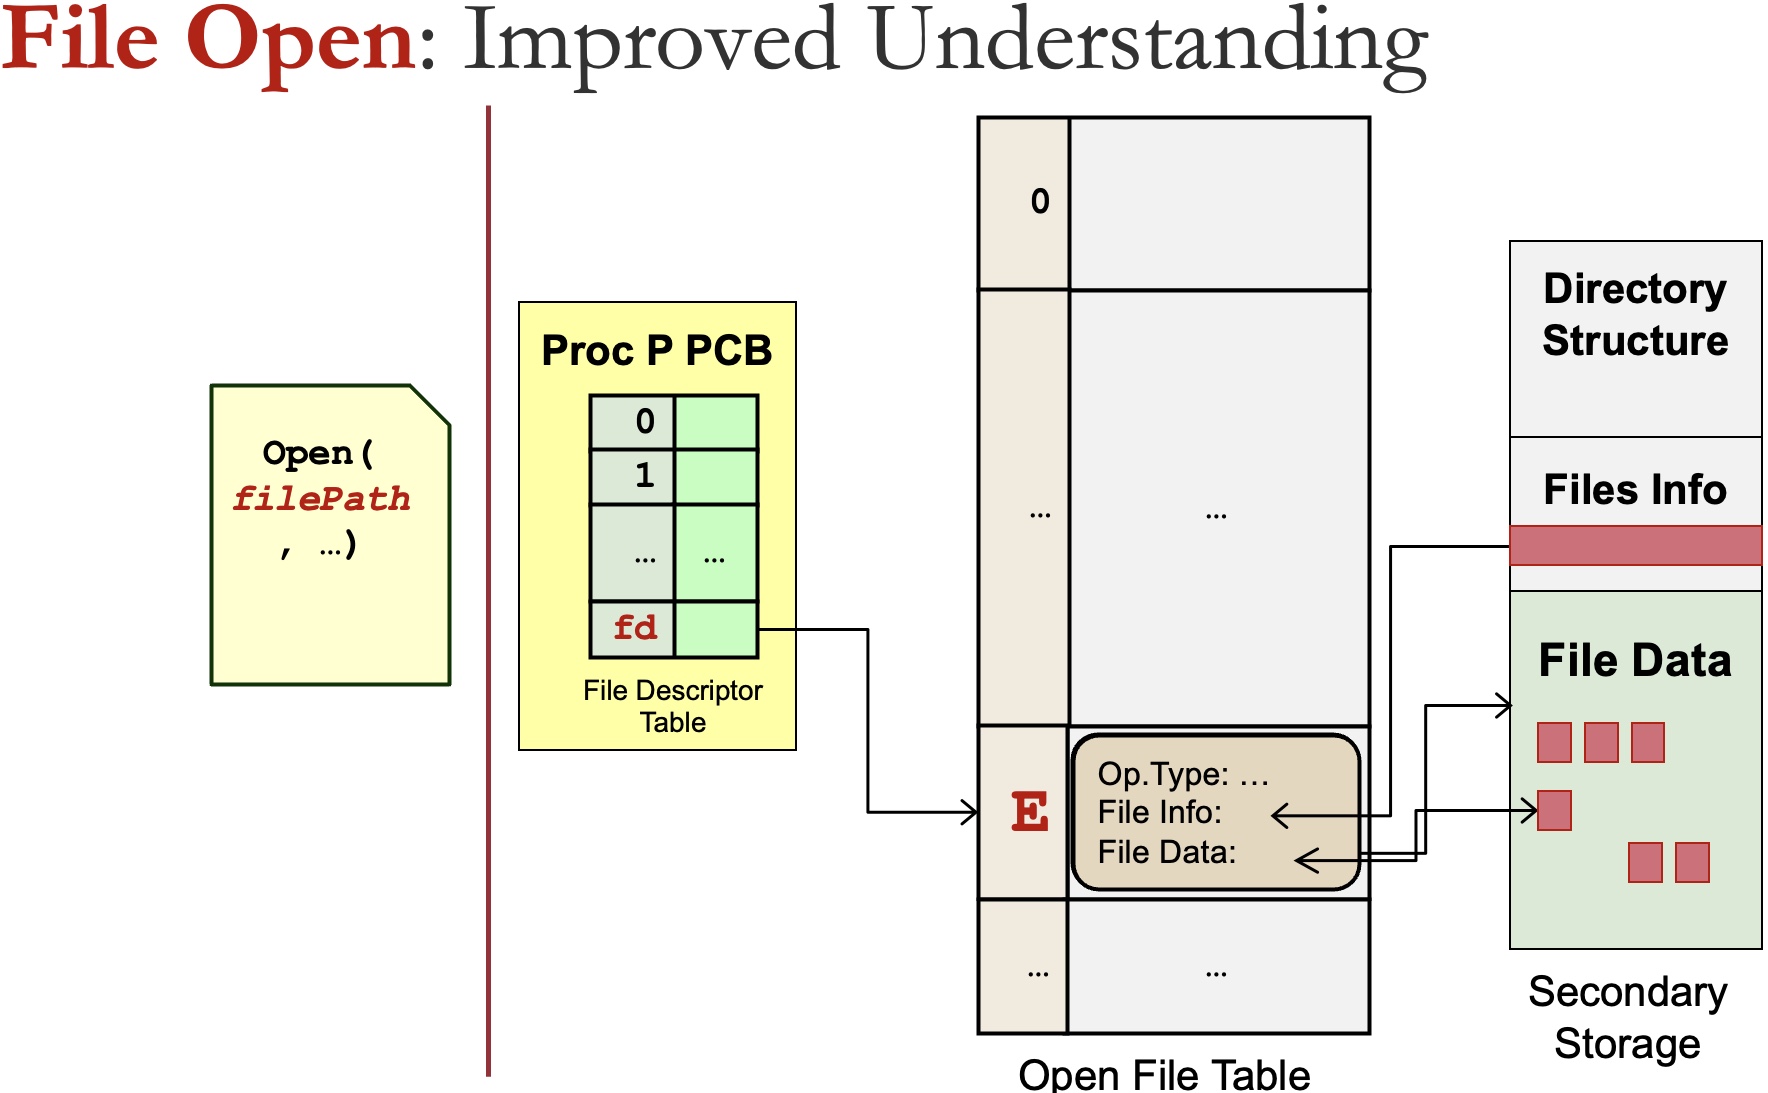 File Open: Improved Understanding
Open(
filePath
, …)
Proc P PCB
0
1
… …
fd
File Descriptor
Table
0
… …
E
Op.Type: …
File Info:
File Data:
… …
Open File Table
Directory
Structure
Files Info
File Data
Secondary
Storage